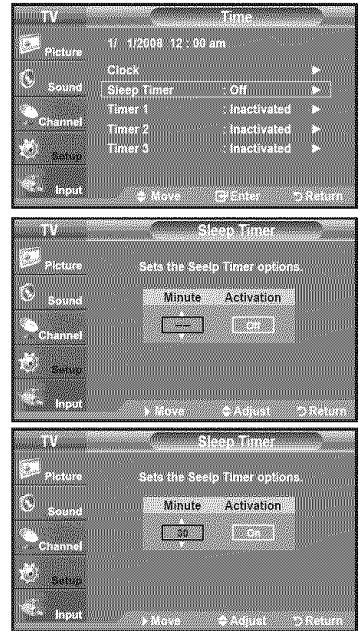 TV
Time
Picture
1/ 1/2008 12 : 00 am
Clock
Sound
Sleep Timer : Off
Channel
Timer 1 : Inactivated
Timer 2 : Inactivated
Setup
Timer 3 : Inactivated
Input
Move Enter Return
TV
Sleep Timer
Picture
Sets the Seelp Timer options.
Sound
Minute Activation
Channel
-- Off
Setup
Input
Move Adjust Return
TV
Sleep Timer
Picture
Sets the Seelp Timer options.
Sound
Minute Activation
Channel
30 On
Setup
Input
Move Adjust Return